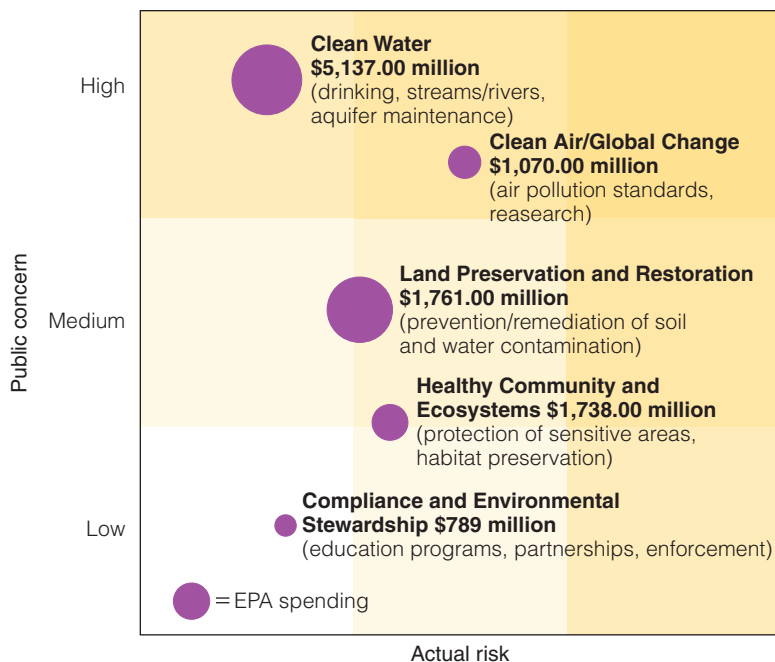 High
Clean Water
$5,137.00 million
(drinking, streams/rivers,
aquifer maintenance)
Clean Air/Global Change
$1,070.00 million
(air pollution standards,
reasearch)
Public concern
Medium
Land Preservation and Restoration
$1,761.00 million
(prevention/remediation of soil
and water contamination)
Healthy Community and
Ecosystems $1,738.00 million
(protection of sensitive areas,
habitat preservation)
Low
Compliance and Environmental
Stewardship $789 million
(education programs, partnerships, enforcement)
= EPA spending
Actual risk